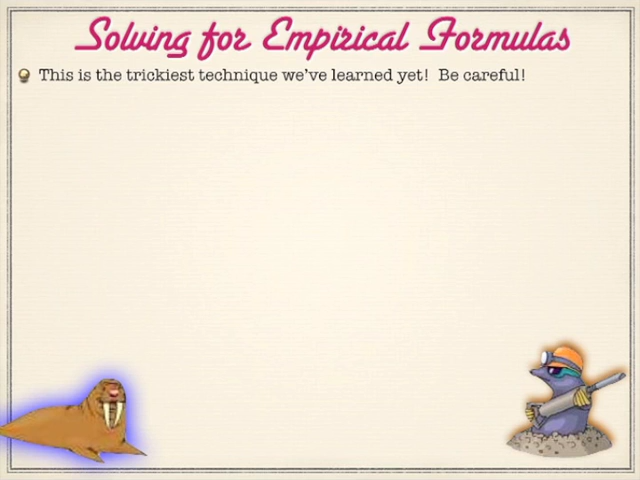 Solving for Empirical Formulas
This is the trickiest technique we've learned yet!  Be careful!